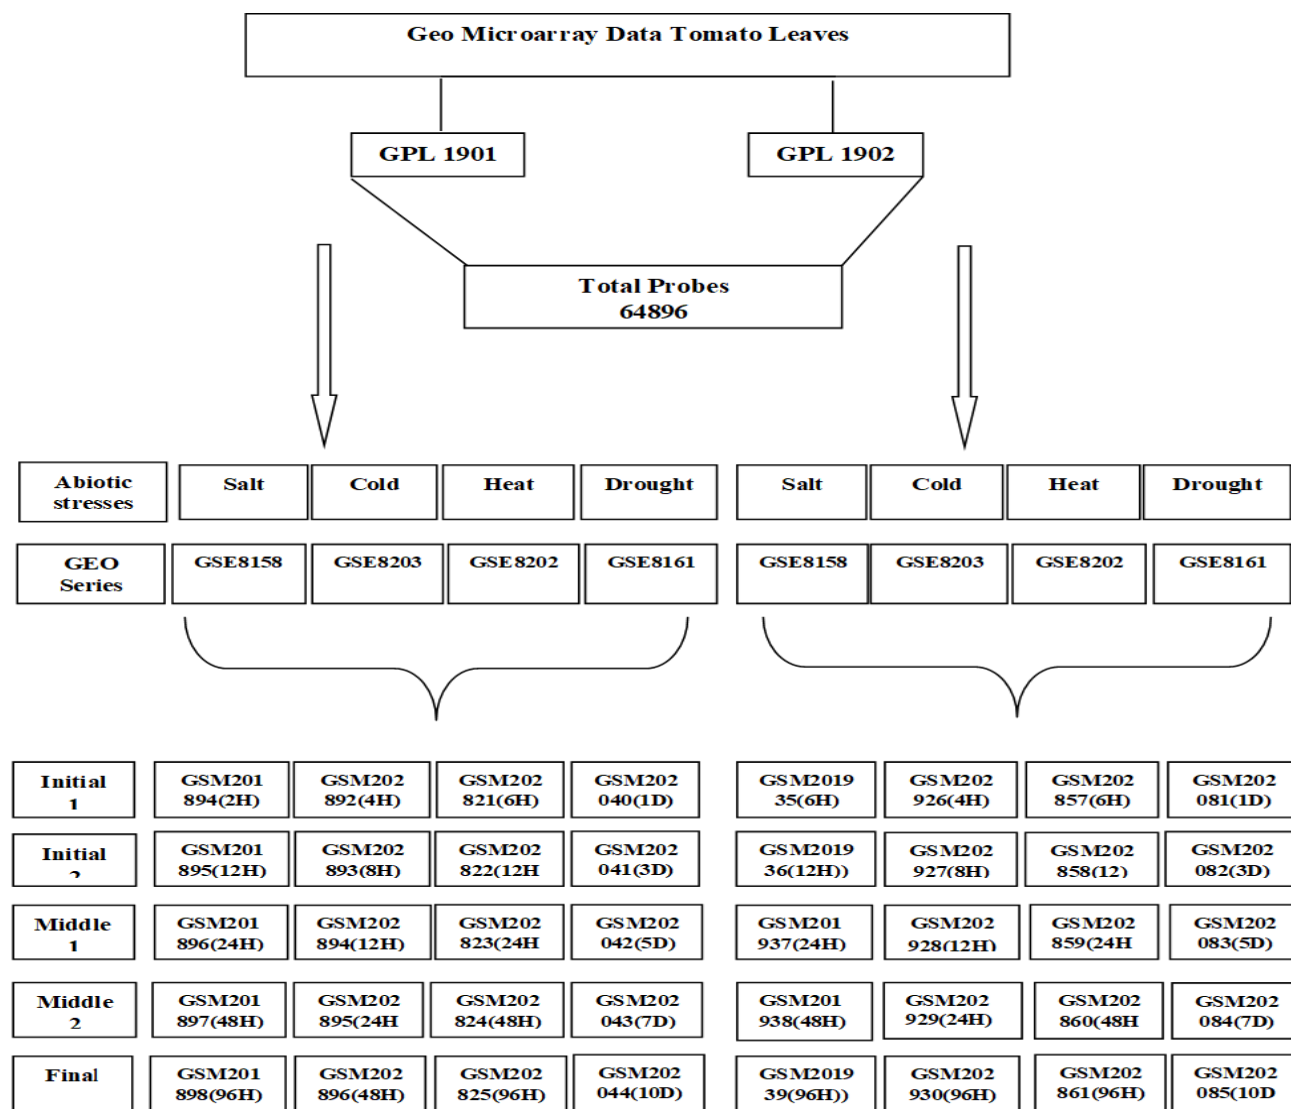 Geo Microarray Data Tomato Leaves
GPL 1901
GPL 1902
Total Probes
64896
Abiotic
stresses
Salt
Cold
Heat
Drought
Salt
Cold
Heat
Drought
GEO
Series
GSE8158
GSE8203
GSE8202
GSE8161
GSE8158
GSE8203
GSE8202
GSE8161
Initial
1
GSM201
894(2H)
GSM202
892(4H)
GSM202
821(6H)
GSM202
040(1D)
GSM2019
35(6H)
GSM202
926(4H)
GSM202
857(6H)
GSM202
081(1D)
Initial
2
GSM201
895(12H)
GSM202
893(8H)
GSM202
822(12H
GSM202
041(3D)
GSM2019
36(12H))
GSM202
927(8H)
GSM202
858(12)
GSM202
082(3D)
Middle
1
GSM201
896(24H)
GSM202
894(12H)
GSM202
823(24H
GSM202
042(5D)
GSM201
937(24H)
GSM202
928(12H)
GSM202
859(24H
GSM202
083(5D)
Middle
2
GSM201
897(48H)
GSM202
895(24H
GSM202
824(48H)
GSM202
043(7D)
GSM201
938(48H)
GSM202
929(24H)
GSM202
860(48H
GSM202
084(7D)
Final
GSM201
898(96H)
GSM202
896(48H)
GSM202
825(96H)
GSM202
044(10D)
GSM2019
39(96H))
GSM202
930(96H)
GSM202
861(96H)
GSM202
085(10D